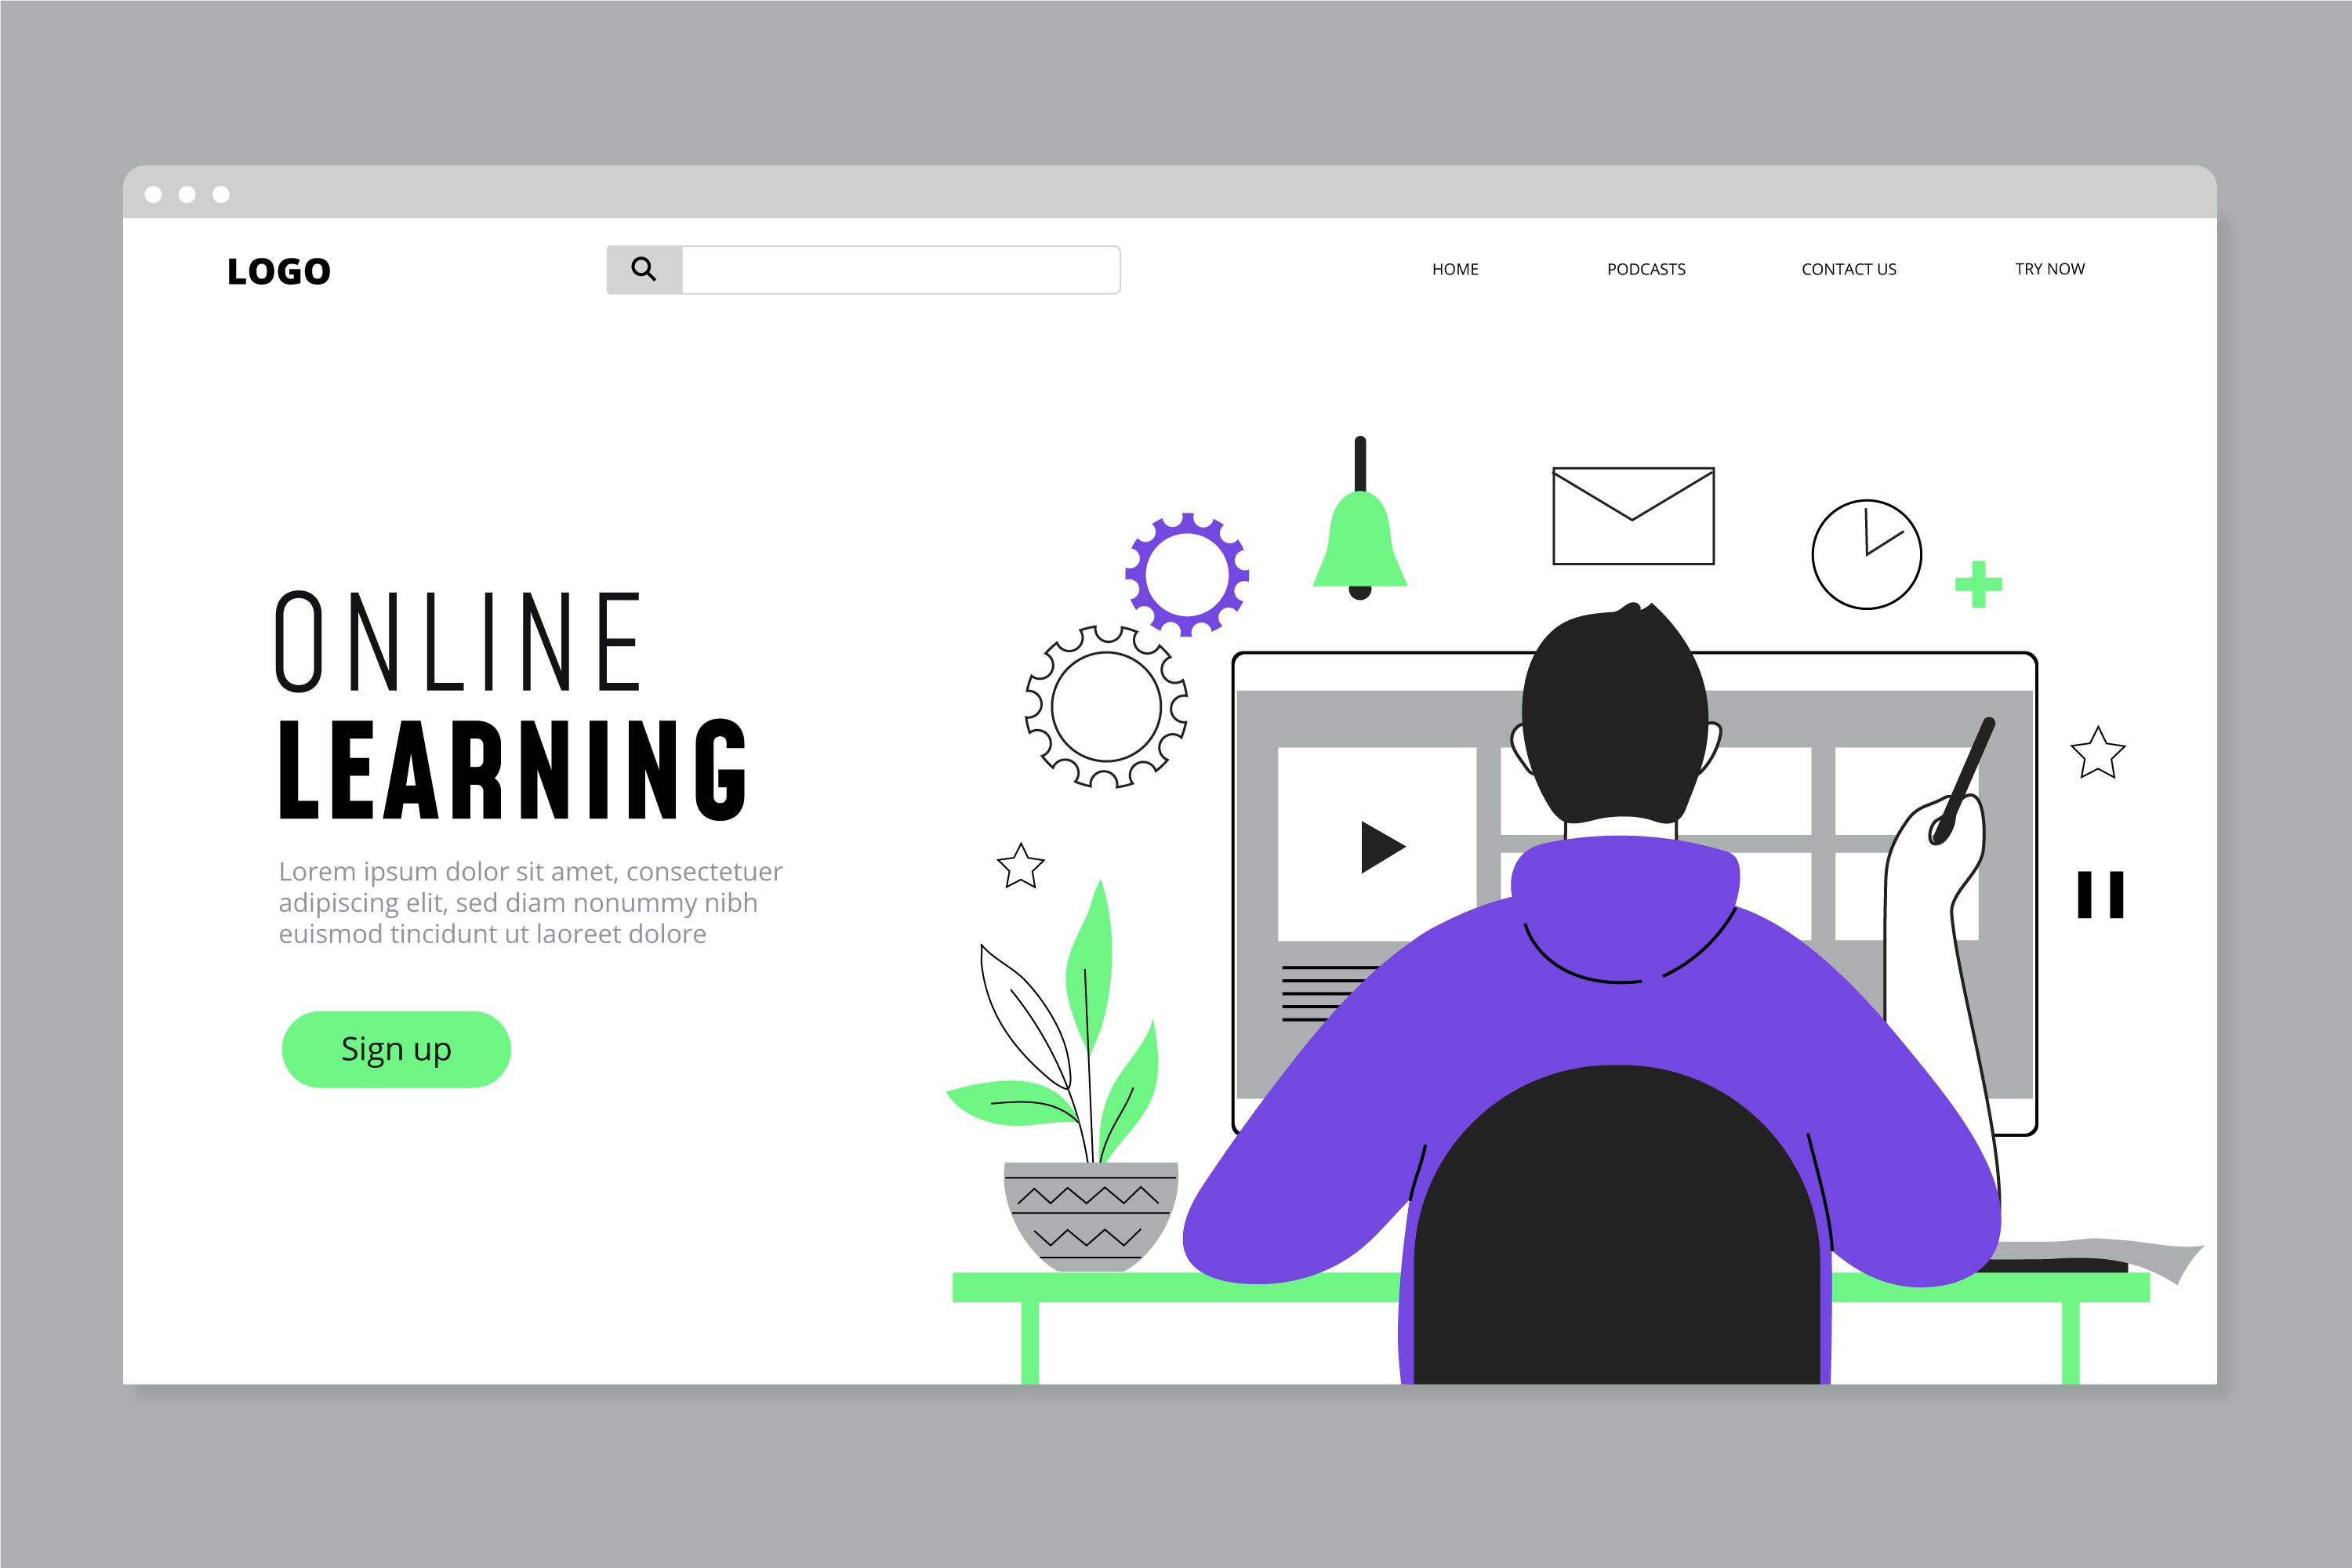 LOGO
HOME PODCASTS CONTACT US TRY NOW
ONLINE
LEARNING
Lorem ipsum dolor sit amet, consectetuer
adipiscing elit, sed diam nonummy nibh
euismod tincidunt ut laoreet dolore
Sign up